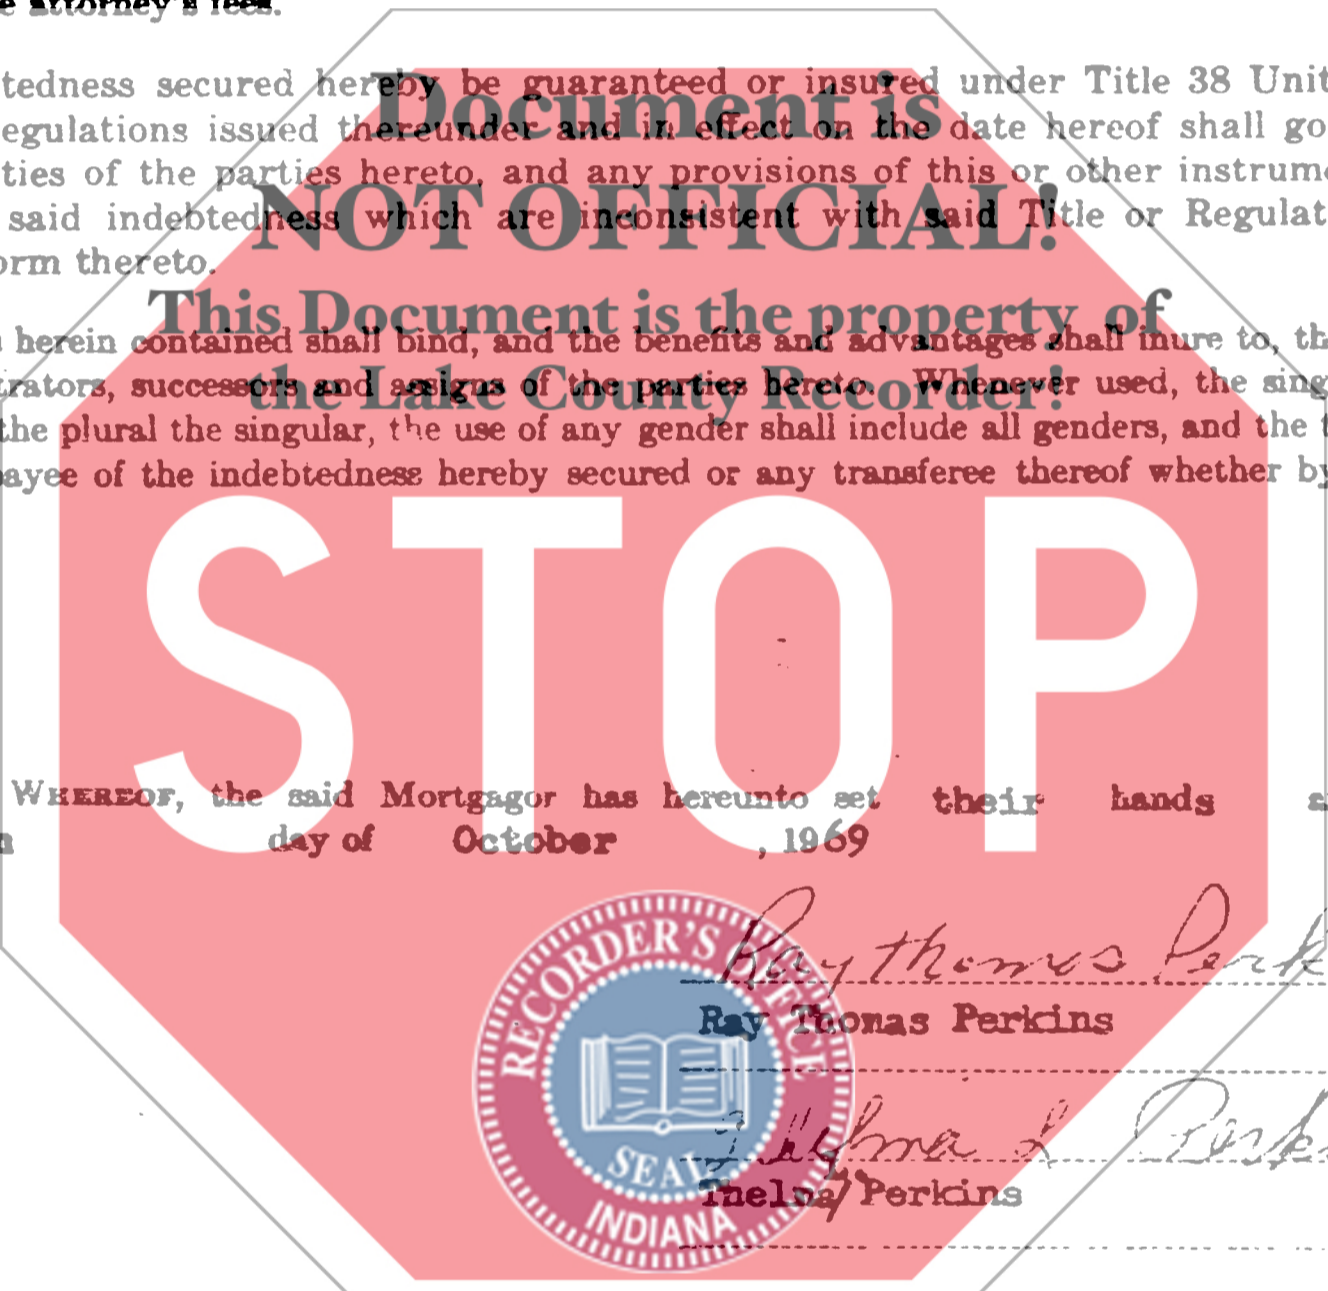 e attorney's fees.
tedness secured hereby be guaranteed or insured under Title 38 Unit
egulations issued thereunder and in effect on the date hereof shall go
ties of the parties hereto, and any provisions of this or other instrume
said indebtedness which are inconsistent with said Title or Regulat
orm thereto.
Document is
NOT OFFICIAL!
This Document is the property of
the Lake County Recorder!
herein contained shall bind, and the benefits and advantages shall inure to, th
trators, successors and assigns of the parties hereto. Whenever used, the sing
the plural the singular, the use of any gender shall include all genders, and the t
payee of the indebtedness hereby secured or any transferee thereof whether by
STOP
WHEREOF, the said Mortgagor has hereunto set their hands a
day of October , 1969
Ray Thomas Perk
Ray Thomas Perkins
Thelma L Perk
Thelma Perkins
RECORDER'S OFFICE
SEAL
INDIANA